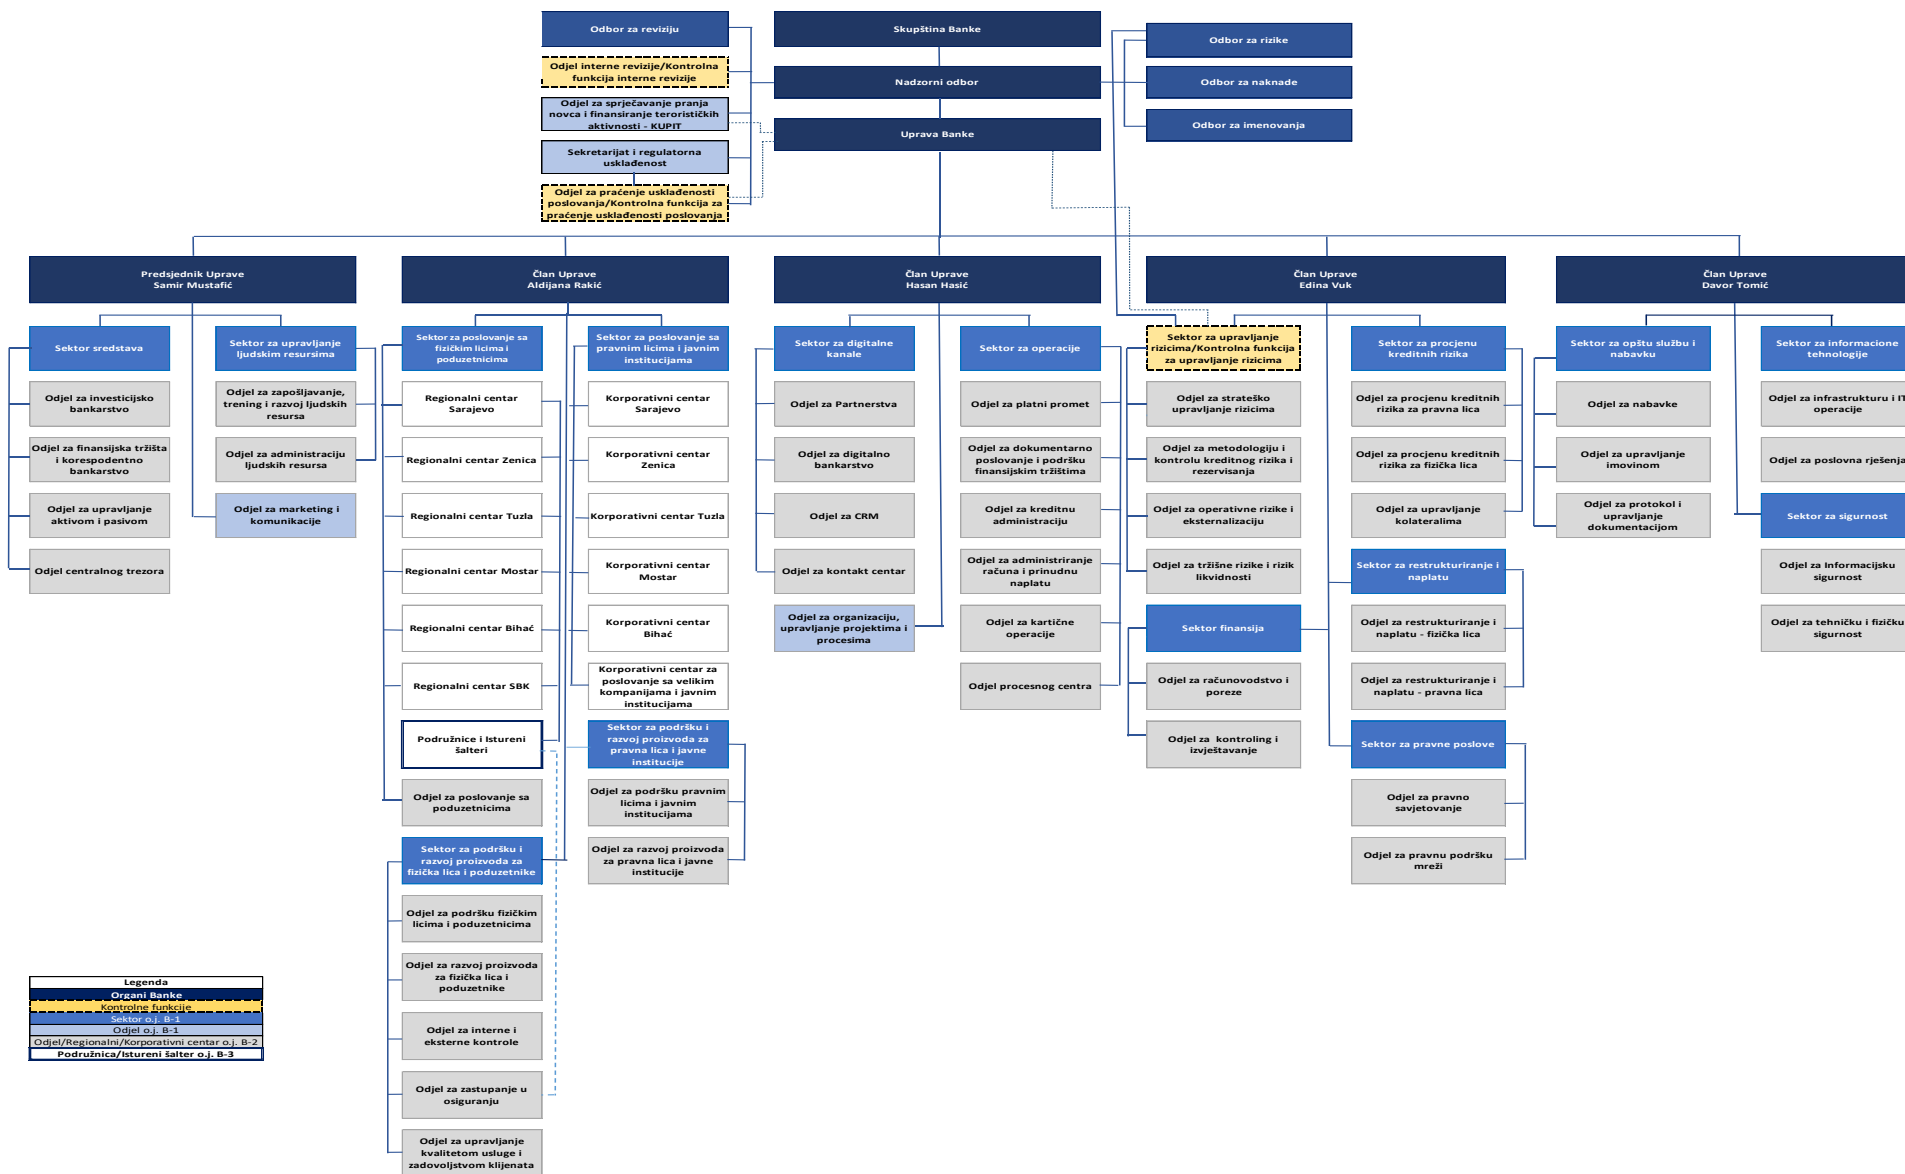 Odbor za reviziju
Odjel interne revizije/Kontrolna
funkcija interne revizije
Odjel za sprječavanje pranja
novca i finansiranje terorističkih
aktivnosti - KUPIT
Sekretarijat i regulatorna
usklađenost
Odjel za praćenje usklađenosti
poslovanja/Kontrolna funkcija za
praćenje usklađenosti poslovanja
Skupština Banke
Nadzorni odbor
Uprava Banke
Odbor za rizike
Odbor za naknade
Odbor za imenovanja
Predsjednik Uprave
Samir Mustafić
Sektor sredstava
Odjel za investicijsko
bankarstvo
Odjel za finansijska tržišta
i korespodentno
bankarstvo
Odjel za upravljanje
aktivom i pasivom
Odjel centralnog trezora
Sektor za upravljanje
ljudskim resursima
Odjel za zapošljavanje,
trening i razvoj ljudskih
resursa
Odjel za administraciju
ljudskih resursa
Odjel za marketing i
komunikacije
Član Uprave
Aldijana Rakić
Sektor za poslovanje sa
fizičkim licima i
poduzetnicima
Regionalni centar
Sarajevo
Regionalni centar Zenica
Regionalni centar Tuzla
Regionalni centar Mostar
Regionalni centar Bihać
Regionalni centar SBK
Podružnice i Istureni
šalteri
Odjel za poslovanje sa
poduzetnicima
Sektor za podršku i
razvoj proizvoda za
fizička lica i poduzetnike
Odjel za podršku fizičkim
licima i poduzetnicima
Odjel za razvoj proizvoda
za fizička lica i
poduzetnike
Odjel za interne i
eksterne kontrole
Odjel za zastupanje u
osiguranju
Odjel za upravljanje
kvalitetom usluge i
zadovoljstvom klijenata
Sektor za poslovanje sa
pravnim licima i javnim
institucijama
Korporativni centar
Sarajevo
Korporativni centar
Zenica
Korporativni centar Tuzla
Korporativni centar
Mostar
Korporativni centar
Bihać
Korporativni centar za
poslovanje sa velikim
kompanijama i javnim
institucijama
Sektor za podršku i
razvoj proizvoda za
pravna lica i javne
institucije
Odjel za podršku pravnim
licima i javnim
institucijama
Odjel za razvoj proizvoda
za pravna lica i javne
institucije
Član Uprave
Hasan Hasić
Sektor za digitalne
kanale
Odjel za Partnerstva
Odjel za digitalno
bankarstvo
Odjel za CRM
Odjel za kontakt centar
Odjel za organizaciju,
upravljanje projektima i
procesima
Sektor za operacije
Odjel za platni promet
Odjel za dokumentarno
poslovanje i podršku
finansijskim tržištima
Odjel za kreditnu
administraciju
Odjel za administriranje
računa i prinudnu
naplatu
Odjel za kartične
operacije
Odjel procesnog centra
Član Uprave
Edina Vuk
Sektor za upravljanje
rizicima/Kontrolna funkcija
za upravljanje rizicima
Odjel za strateško
upravljanje rizicima
Odjel za metodologiju i
kontrolu kreditnog rizika i
rezervisanja
Odjel za operativne rizike i
eksternalizaciju
Odjel za tržišne rizike i rizik
likvidnosti
Sektor finansija
Odjel za računovodstvo i
poreze
Odjel za kontroling i
izvještavanje
Sektor za procjenu
kreditnih rizika
Odjel za procjenu kreditnih
rizika za pravna lica
Odjel za procjenu kreditnih
rizika za fizička lica
Odjel za upravljanje
kolateralima
Sektor za restrukturiranje i
naplatu
Odjel za restrukturiranje i
naplatu - fizička lica
Odjel za restrukturiranje i
naplatu - pravna lica
Sektor za pravne poslove
Odjel za pravno
savjetovanje
Odjel za pravnu podršku
mreži
Član Uprave
Davor Tomić
Sektor za opštu službu i
nabavku
Odjel za nabavke
Odjel za upravljanje
imovinom
Odjel za protokol i
upravljanje
dokumentacijom
Sektor za informacione
tehnologije
Odjel za infrastrukturu i IT
operacije
Odjel za poslovna rješenja
Sektor za sigurnost
Odjel za Informacijsku
sigurnost
Odjel za tehničku i fizičku
sigurnost
Legenda
Organi Banke
Kontrolne funkcije
Sektor o.j. B-1
Odjel o.j. B-1
Odjel/Regionalni/Korporativni centar o.j. B-2
Podružnica/Istureni šalter o.j. B-3